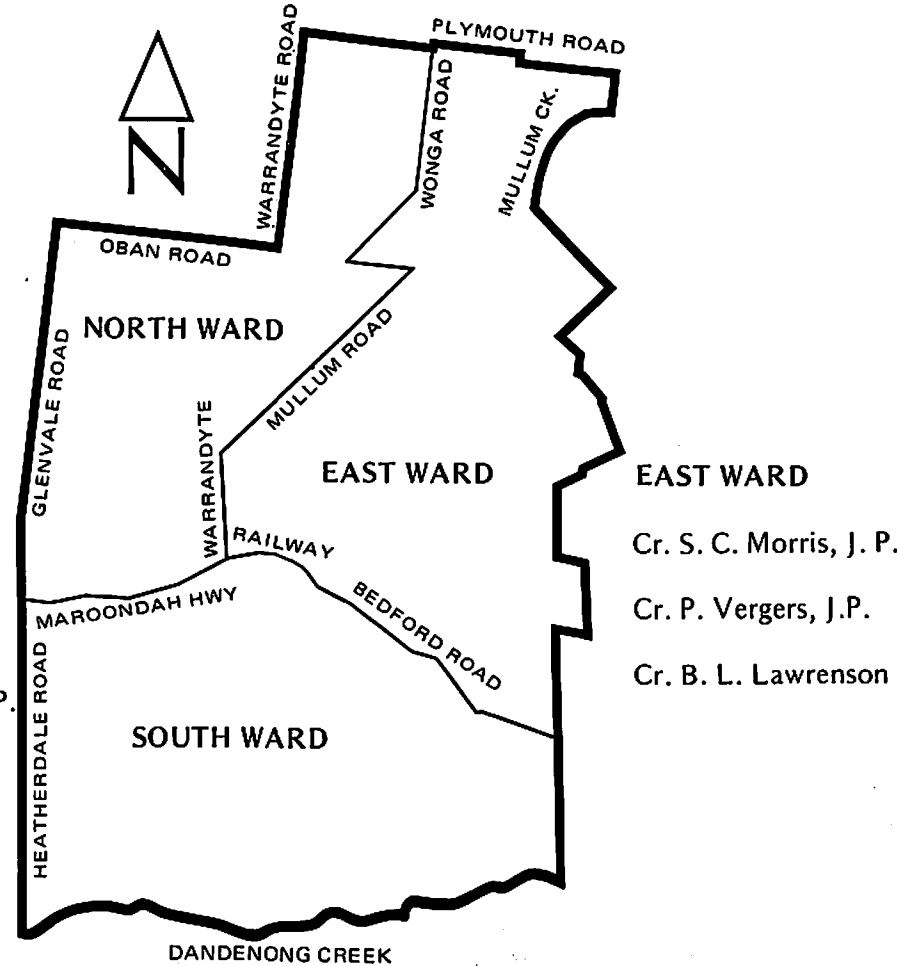 PLYMOUTH ROAD
WARRANDYTE ROAD
WONGA ROAD
MULLUM CK.
N
OBAN ROAD
NORTH WARD
MULLUM ROAD
GLENVALE ROAD
WARRANDYTE
EAST WARD
EAST WARD
Cr. S. C. Morris, J. P.
RAILWAY
MAROONDAH HWY
BEDFORD ROAD
Cr. P. Vergers, J.P.
Cr. B. L. Lawrenson
HEATHERDALE ROAD
SOUTH WARD
DANDENONG CREEK